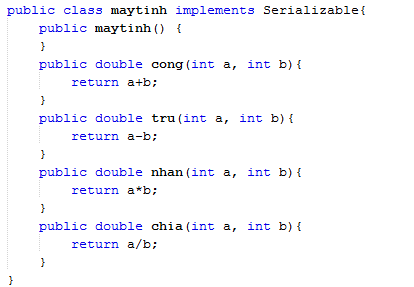 public class maytinh implements Serializable{
public maytinh() {
}
public double cong(int a, int b){
return a+b;
}
public double tru(int a, int b){
return a-b;
}
public double nhan(int a, int b){
return a*b;
}
public double chia(int a, int b){
return a/b;
}
}